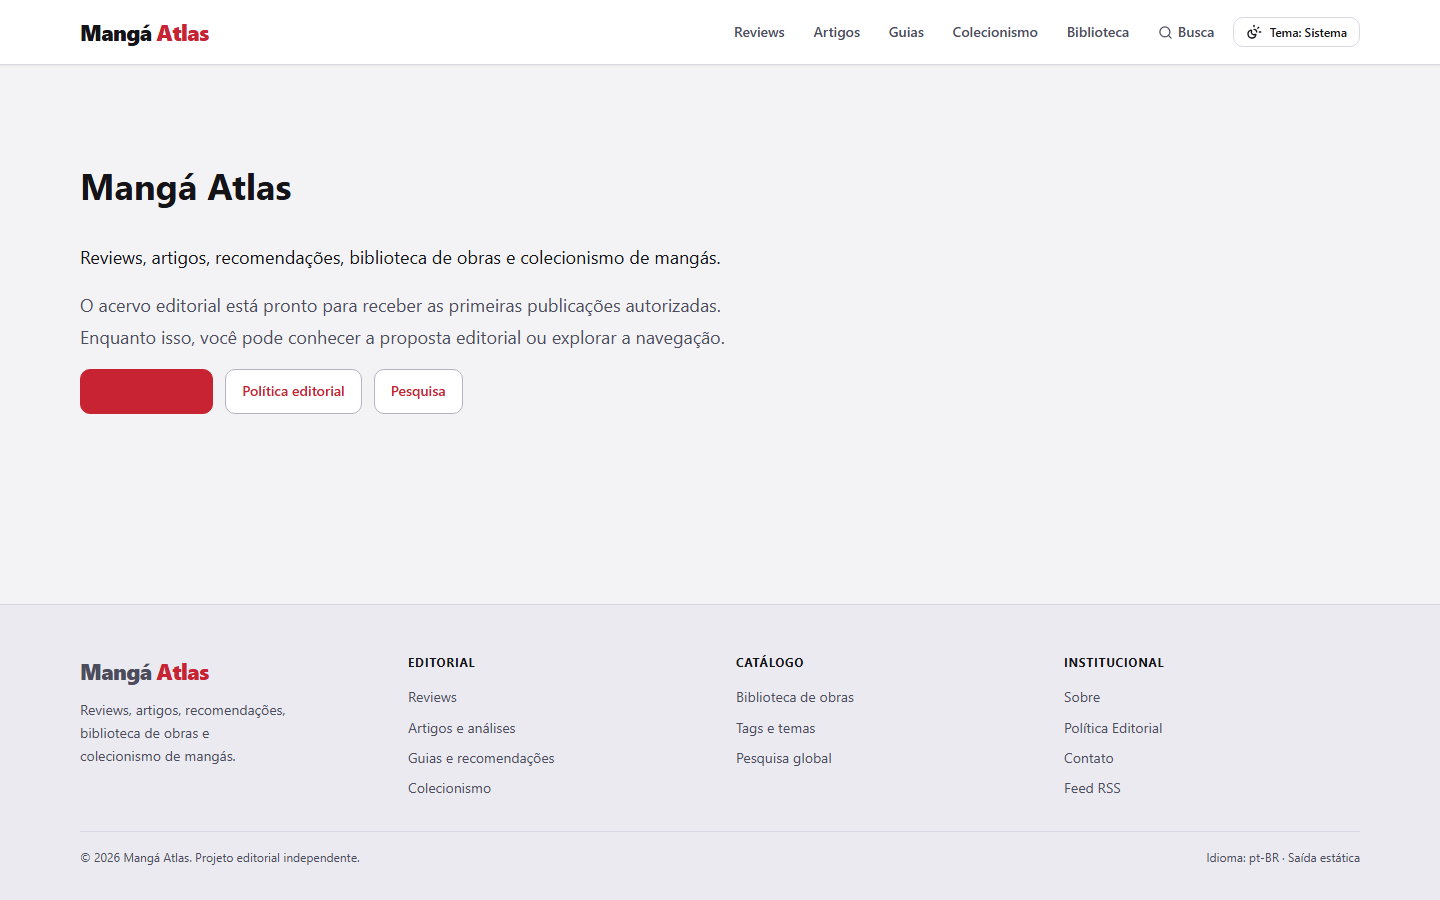 Mangá Atlas
Reviews
Artigos
Guias
Colecionismo
Biblioteca
Busca
Tema: Sistema
Mangá Atlas
Reviews, artigos, recomendações, biblioteca de obras e colecionismo de mangás.
O acervo editorial está pronto para receber as primeiras publicações autorizadas.
Enquanto isso, você pode conhecer a proposta editorial ou explorar a navegação.
Política editorial
Pesquisa
Mangá Atlas
Reviews, artigos, recomendações,
biblioteca de obras e
colecionismo de mangás.
EDITORIAL
Reviews
Artigos e análises
Guias e recomendações
Colecionismo
CATÁLOGO
Biblioteca de obras
Tags e temas
Pesquisa global
INSTITUCIONAL
Sobre
Política Editorial
Contato
Feed RSS
© 2026 Mangá Atlas. Projeto editorial independente.
Idioma: pt-BR · Saída estática